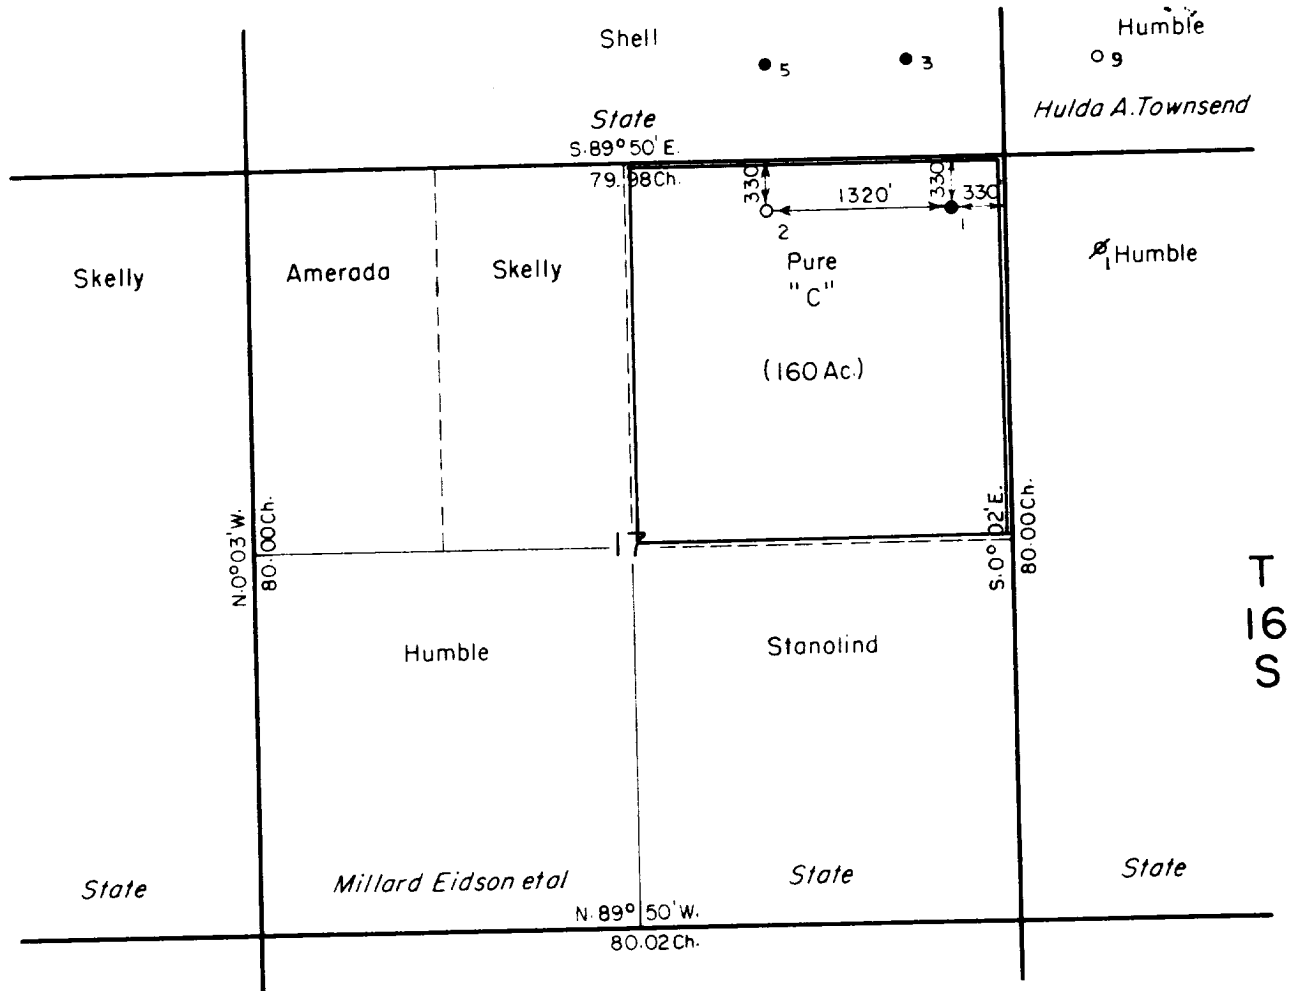 Shell
Humble
5
3
9
Hulda A. Townsend
State
S. 89° 50' E.
79.98 Ch.
330'
1320'
330'
330'
2
1
Skelly
Amerada
Skelly
Pure
"C"
1 Humble
(160 Ac.)
N. 0° 03' W.
80.00 Ch.
17
S. 0° 02' E.
80.00 Ch.
T
16
S
Humble
Stanolind
State
Millard Eidson et al
State
State
N. 89° 50' W.
80.02 Ch.